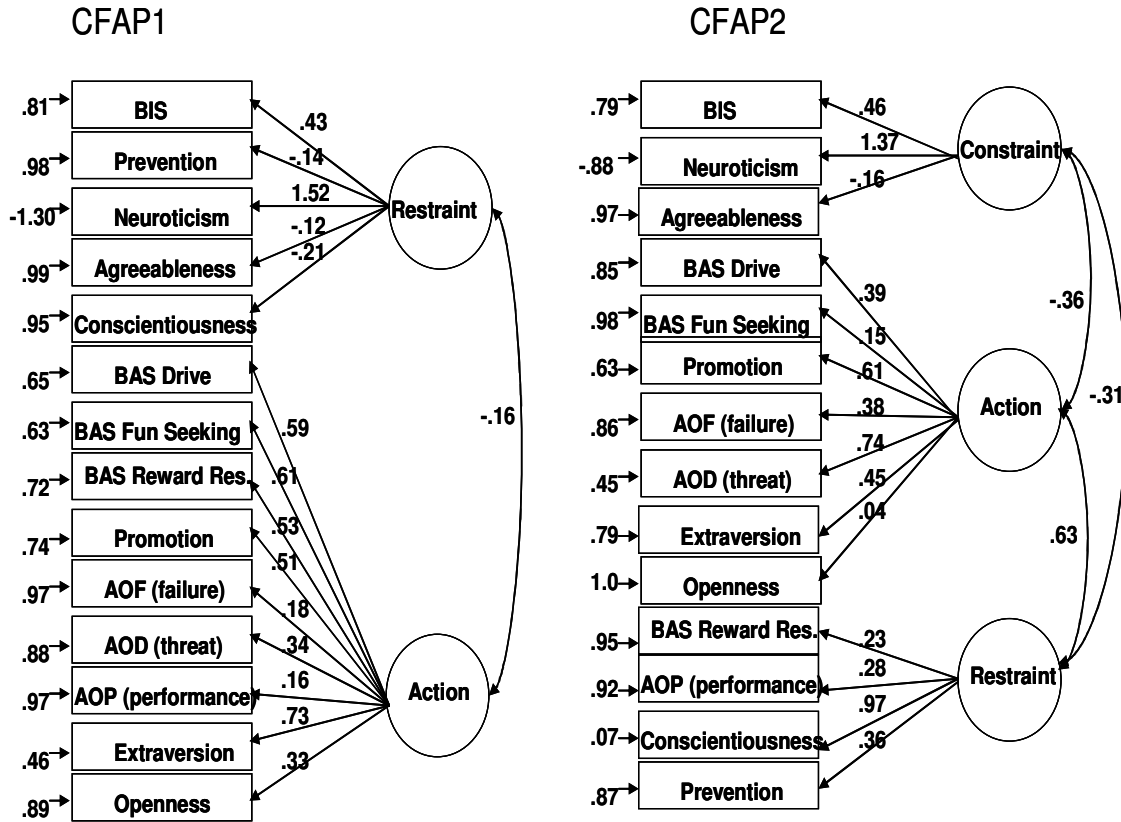 CFAP1
.81 BIS
.98 Prevention
-1.30 Neuroticism
.99 Agreeableness
.95 Conscientiousness
.65 BAS Drive
.63 BAS Fun Seeking
.72 BAS Reward Res.
.74 Promotion
.97 AOF (failure)
.88 AOD (threat)
.97 AOP (performance)
.46 Extraversion
.89 Openness
.43
-.14
1.52
-.12
-.21
Restraint
.59
.61
.53
.51
.18
.34
.16
.73
.33
Action
-.16
CFAP2
.79 BIS
-.88 Neuroticism
.97 Agreeableness
.85 BAS Drive
.98 BAS Fun Seeking
.63 Promotion
.86 AOF (failure)
.45 AOD (threat)
.79 Extraversion
1.0 Openness
.95 BAS Reward Res.
.92 AOP (performance)
.07 Conscientiousness
.87 Prevention
.46
1.37
-.16
Constraint
.39
.15
.61
.38
.74
.45
.04
Action
.23
.28
.97
.36
Restraint
-.36
-.31
.63